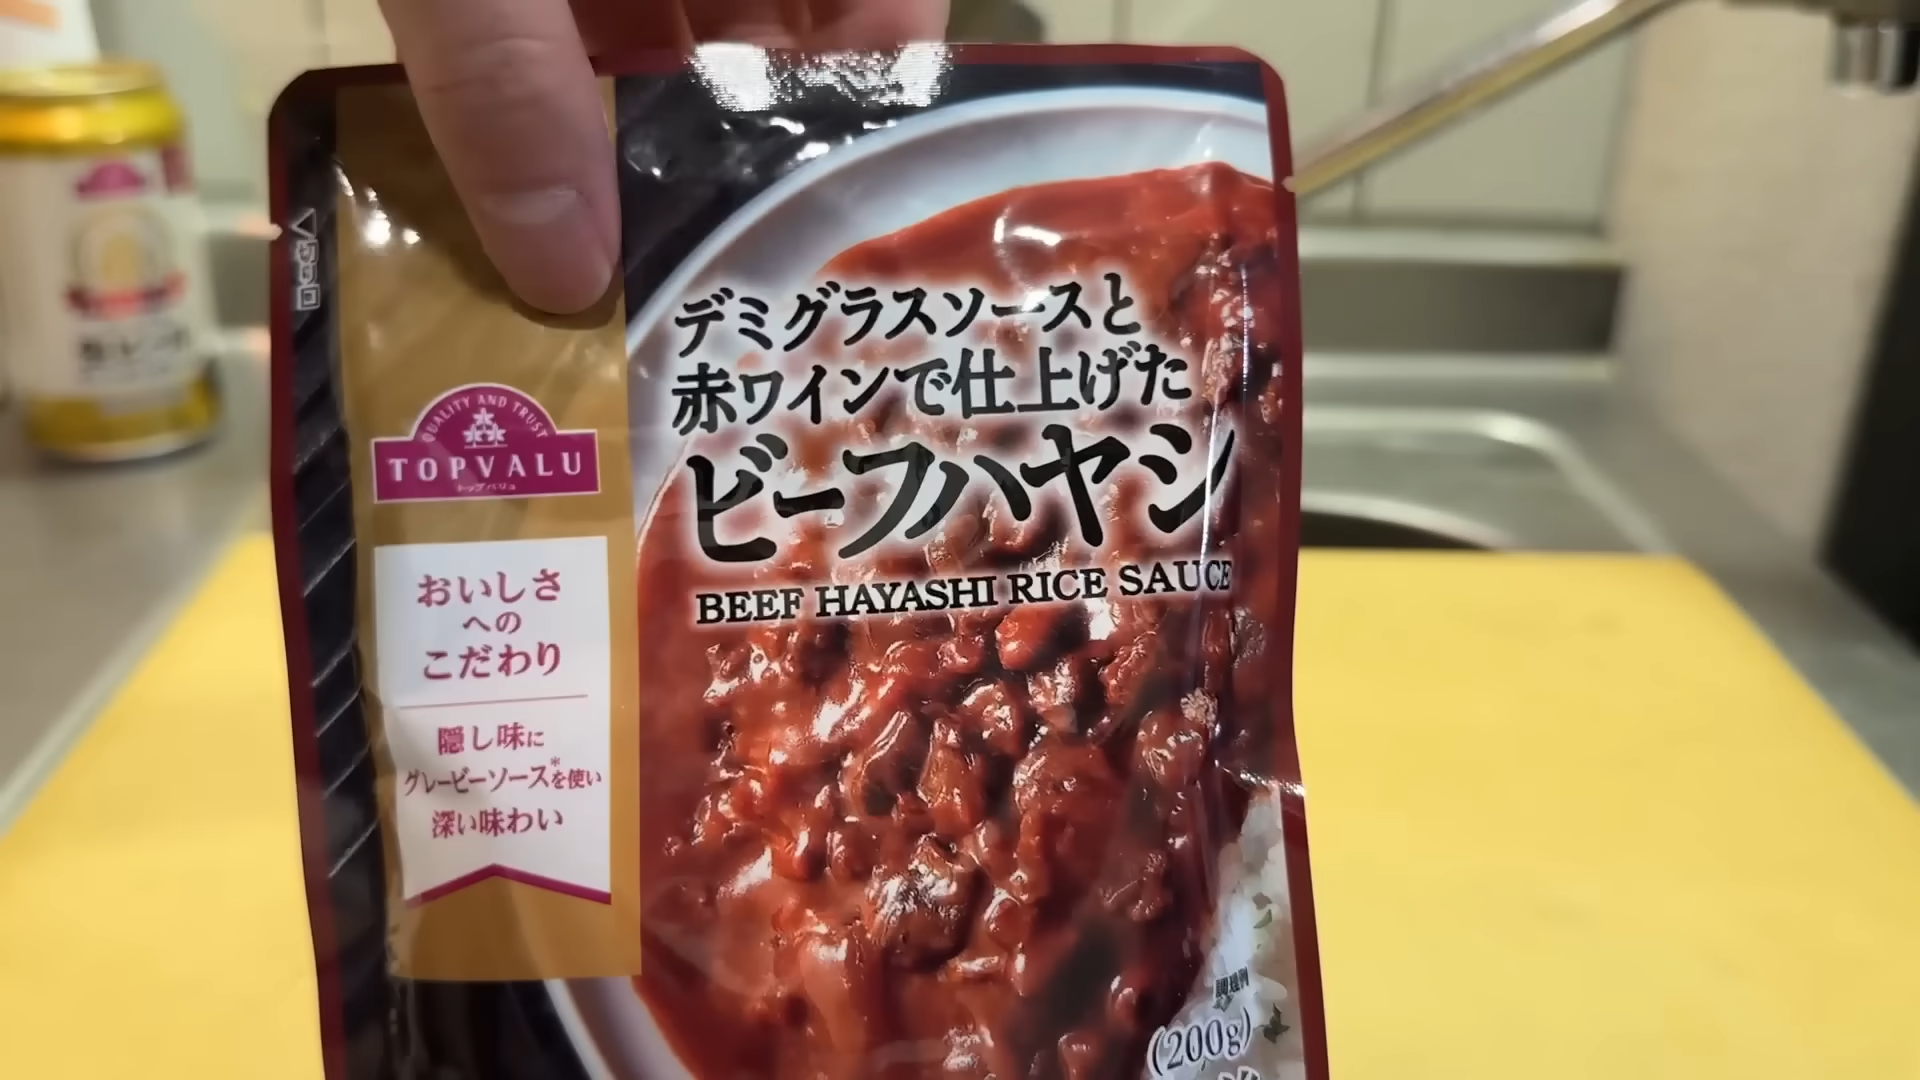 QUALITY AND TRUST
TOPVALU
トップバリュ
おいしさ
への
こだわり
隠し味に
グレービーソース※を使い
深い味わい
デミグラスソースと
赤ワインで仕上げた
ビーフハヤシ
BEEF HAYASHI RICE SAUCE
調理例
(200g)